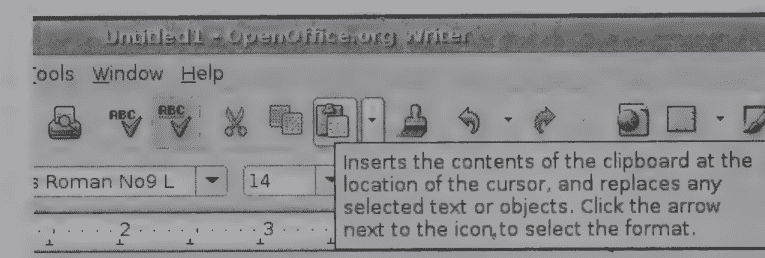 Untitled1 - OpenOffice.org Writer
Tools Window Help
ABC ABC
s Roman No9 L 14
Inserts the contents of the clipboard at the
location of the cursor, and replaces any
selected text or objects. Click the arrow
next to the icon, to select the format.
2 3